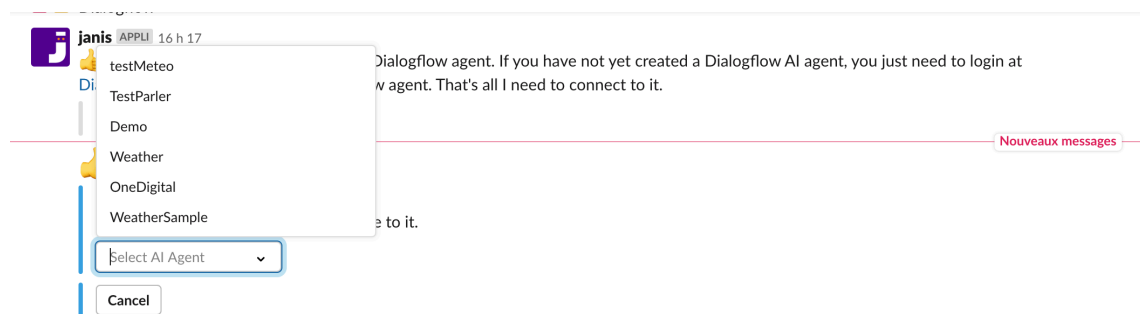 janis APPLI 16 h 17
Dialogflow agent. If you have not yet created a Dialogflow AI agent, you just need to login at
agent. That's all I need to connect to it.
Nouveaux messages
testMeteo
TestParler
Demo
Weather
OneDigital
WeatherSample
to it.
Select AI Agent
Cancel